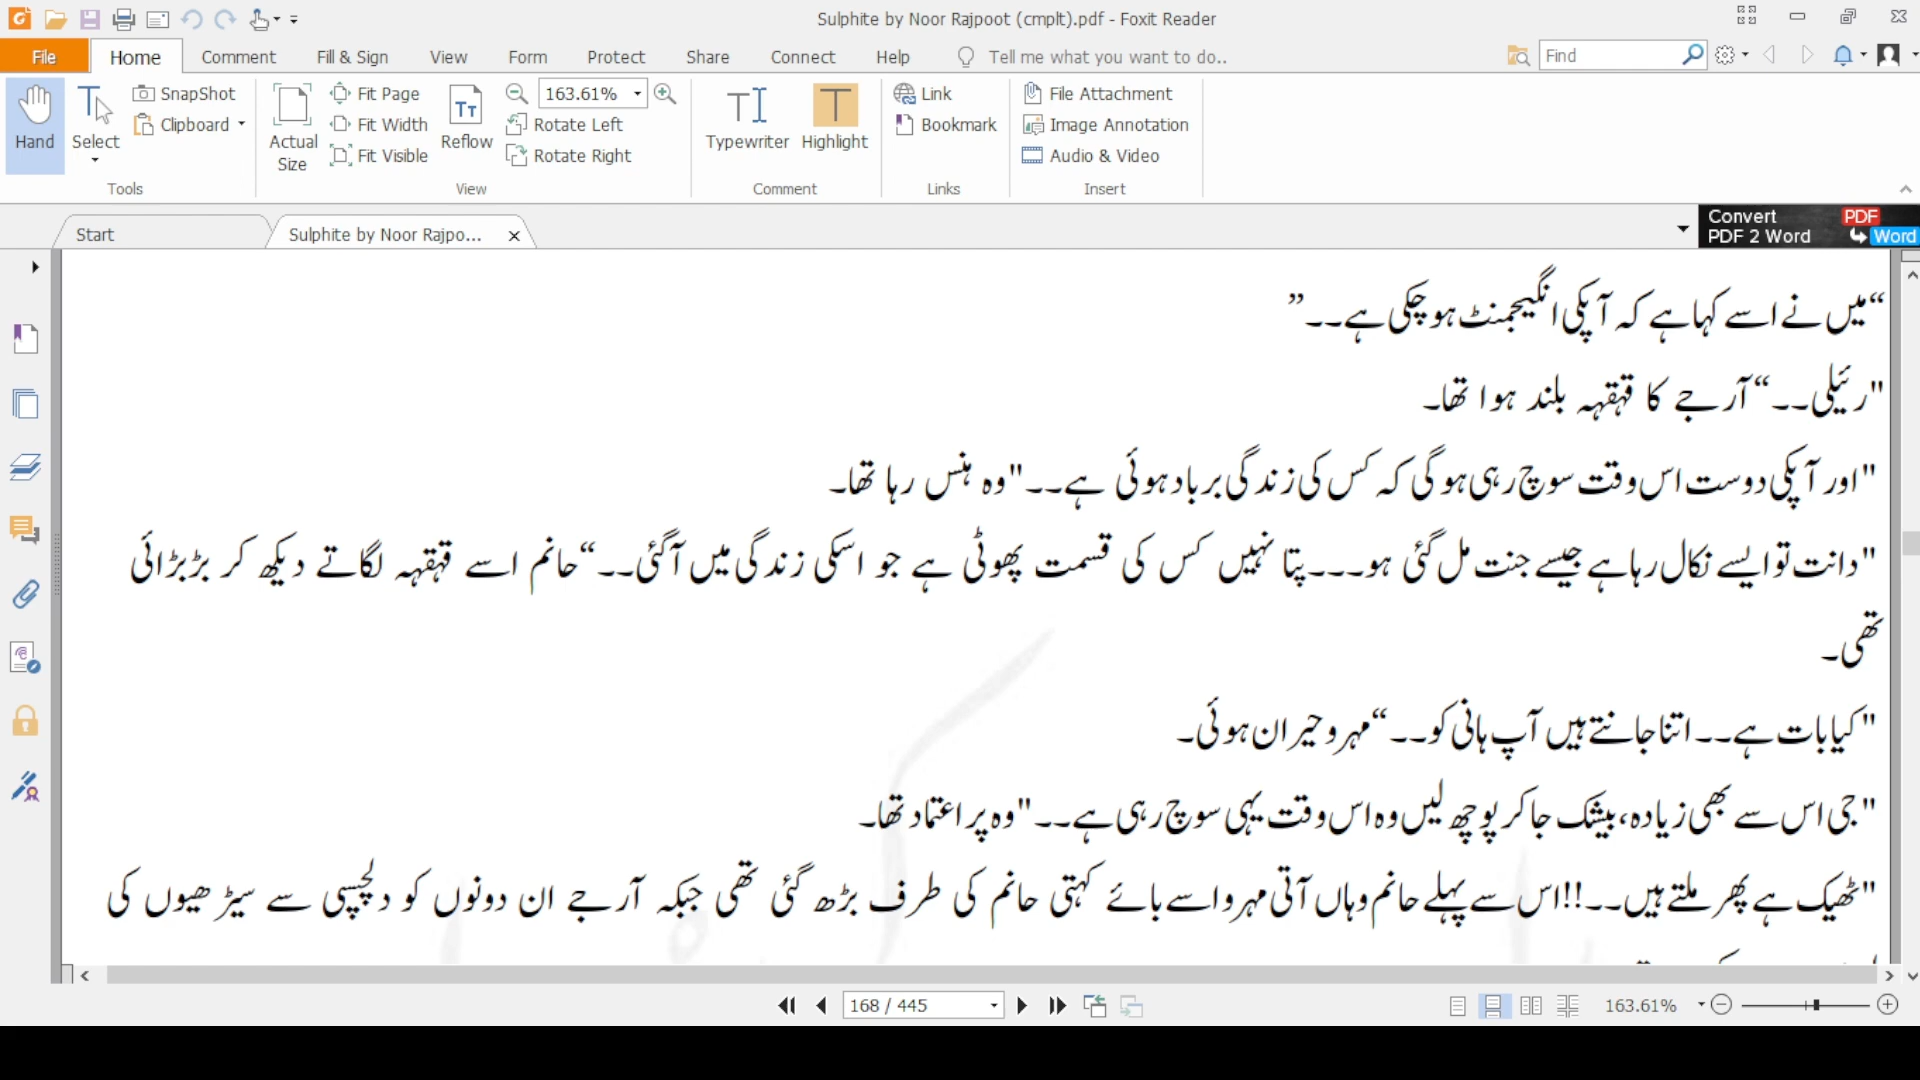 Sulphite by Noor Rajpoot (cmplt).pdf - Foxit Reader
File Home Comment Fill & Sign View Form Protect Share Connect Help Tell me what you want to do.. Find
Hand Select SnapShot Clipboard Actual Size Fit Page Fit Width Fit Visible Reflow 163.61% Rotate Left Rotate Right Typewriter Highlight Link Bookmark File Attachment Image Annotation Audio & Video
Tools View Comment Links Insert
Start Sulphite by Noor Rajpo... Convert PDF 2 Word PDF Word
“میں نے اسے کہا ہے کہ آپکی انگیجمنٹ ہو چکی ہے۔۔”
"رئیلی۔۔“ آرجے کا قہقہہ بلند ہوا تھا۔
"اور آپکی دوست اس وقت سوچ رہی ہو گی کہ کس کی زندگی برباد ہوئی ہے۔۔" وہ ہنس رہا تھا۔
"دانت تو ایسے نکال رہا ہے جیسے جنت مل گئی ہو۔۔۔ پتا نہیں کس کی قسمت پھوٹی ہے جو اسکی زندگی میں آگئی۔۔“ حانم اسے قہقہہ لگاتے دیکھ کر بڑبڑائی
تھی۔
"کیا بات ہے۔۔ اتنا جانتے ہیں آپ ہانی کو۔۔“ مہرو حیران ہوئی۔
"جی اس سے بھی زیادہ، بیشک جا کر پوچھ لیں وہ اس وقت یہی سوچ رہی ہے۔۔" وہ پر اعتماد تھا۔
"ٹھیک ہے پھر ملتے ہیں۔۔!! اس سے پہلے حانم وہاں آتی مہرو اسے بائے کہتی حانم کی طرف بڑھ گئی تھی جبکہ آرجے ان دونوں کو دلچسپی سے سیڑھیوں کی
168 / 445 163.61%